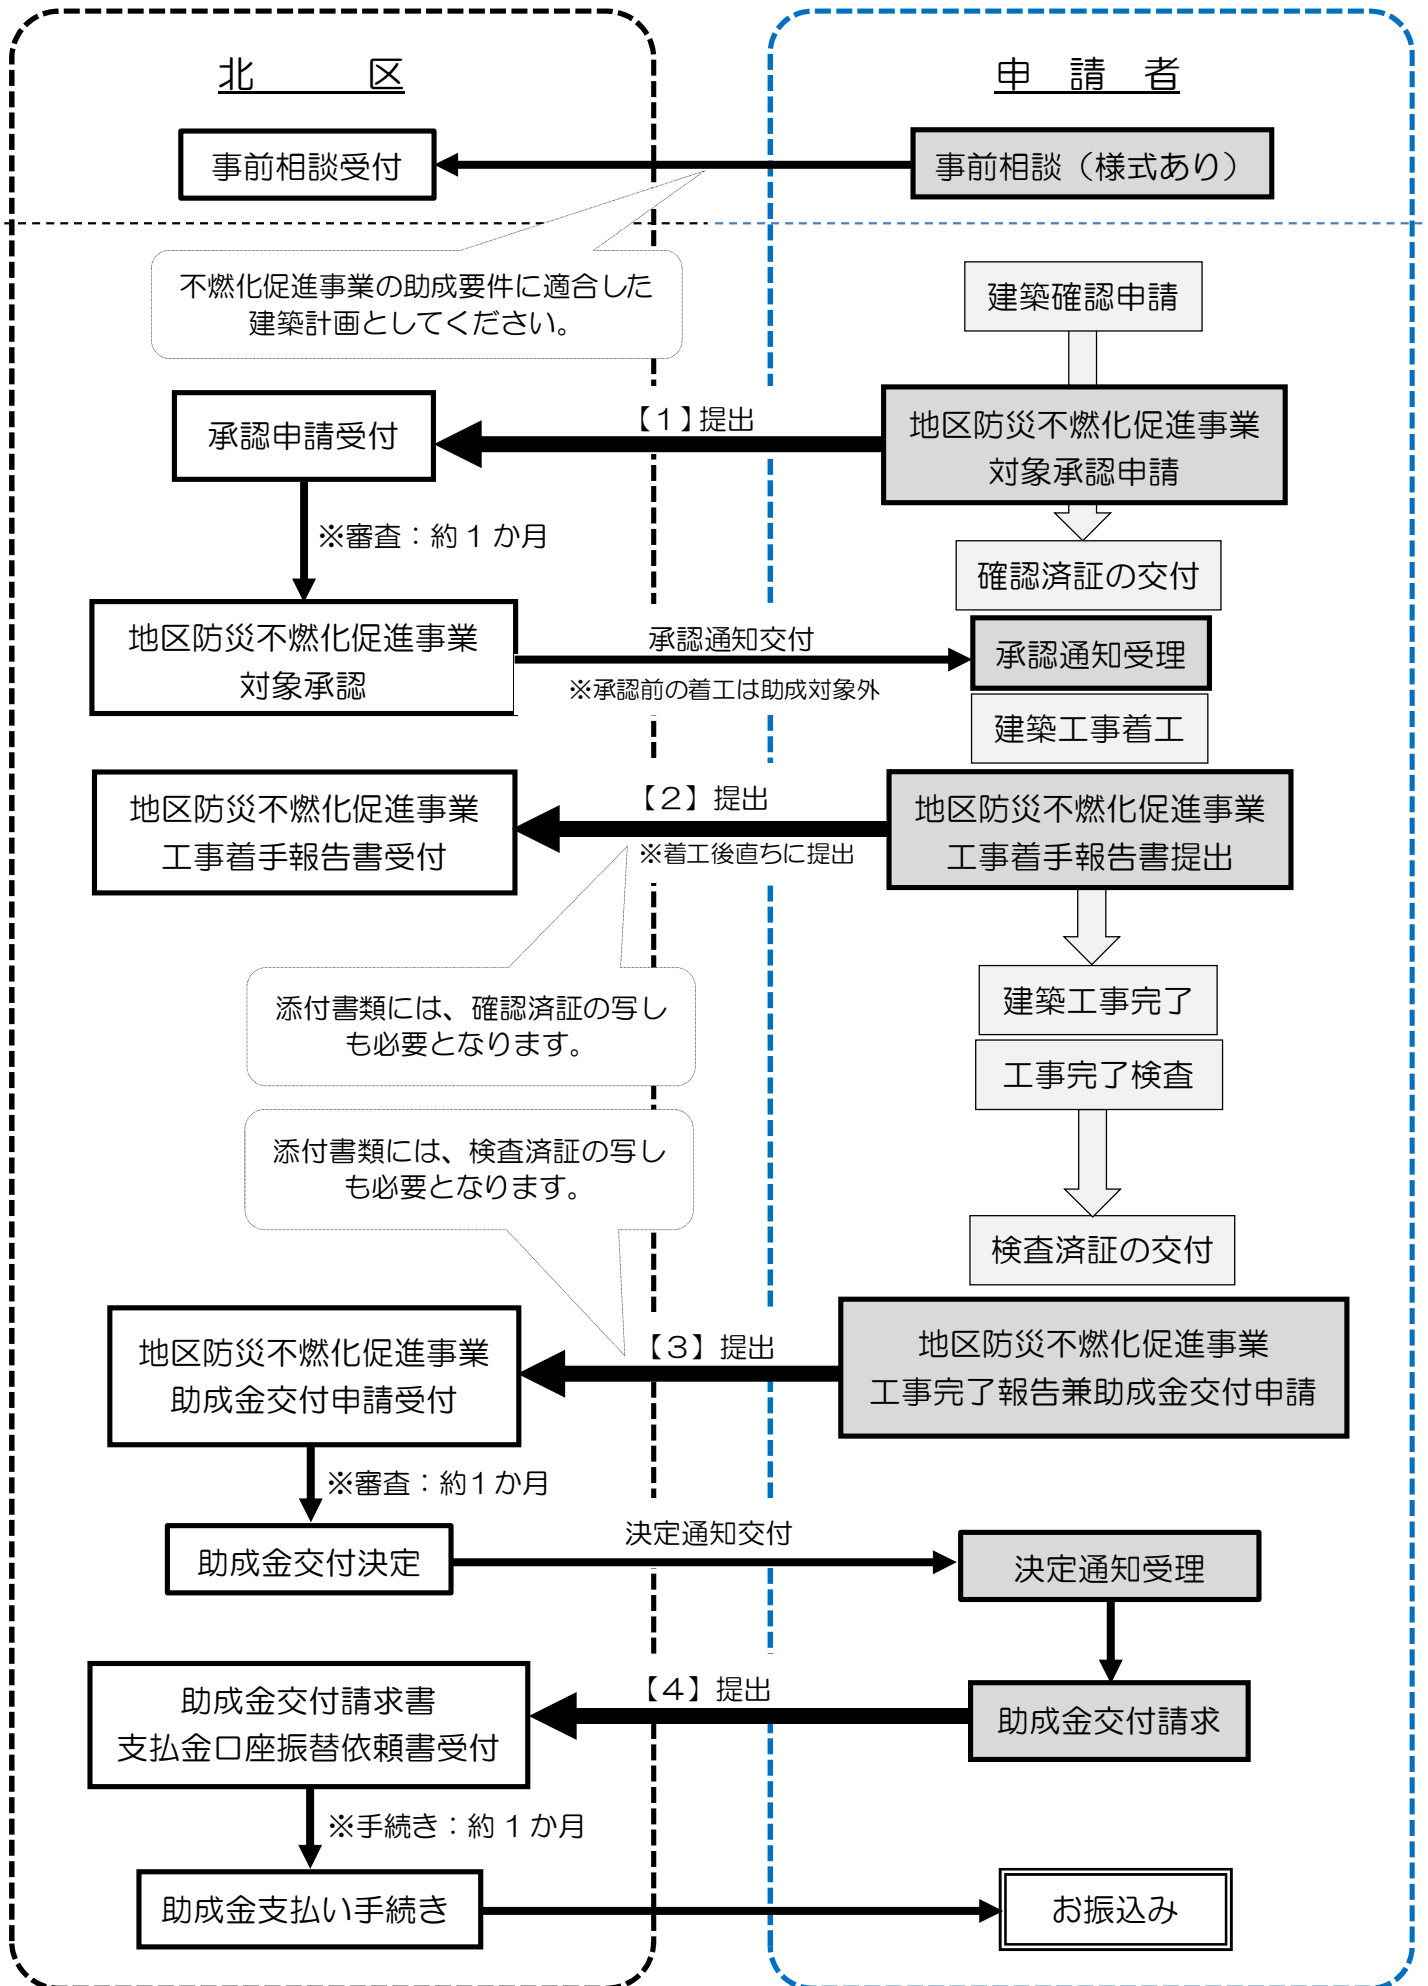 北　区
申 請 者
事前相談受付
事前相談（様式あり）
不燃化促進事業の助成要件に適合した
建築計画としてください。
建築確認申請
承認申請受付
【1】提出
地区防災不燃化促進事業
対象承認申請
※審査：約1か月
確認済証の交付
地区防災不燃化促進事業
対象承認
承認通知交付
※承認前の着工は助成対象外
承認通知受理
建築工事着工
地区防災不燃化促進事業
工事着手報告書受付
【2】提出
※着工後直ちに提出
地区防災不燃化促進事業
工事着手報告書提出
添付書類には、確認済証の写し
も必要となります。
建築工事完了
工事完了検査
添付書類には、検査済証の写し
も必要となります。
検査済証の交付
地区防災不燃化促進事業
助成金交付申請受付
【3】提出
地区防災不燃化促進事業
工事完了報告兼助成金交付申請
※審査：約1か月
助成金交付決定
決定通知交付
決定通知受理
助成金交付請求書
支払金口座振替依頼書受付
【4】提出
助成金交付請求
※手続き：約1か月
助成金支払い手続き
お振込み